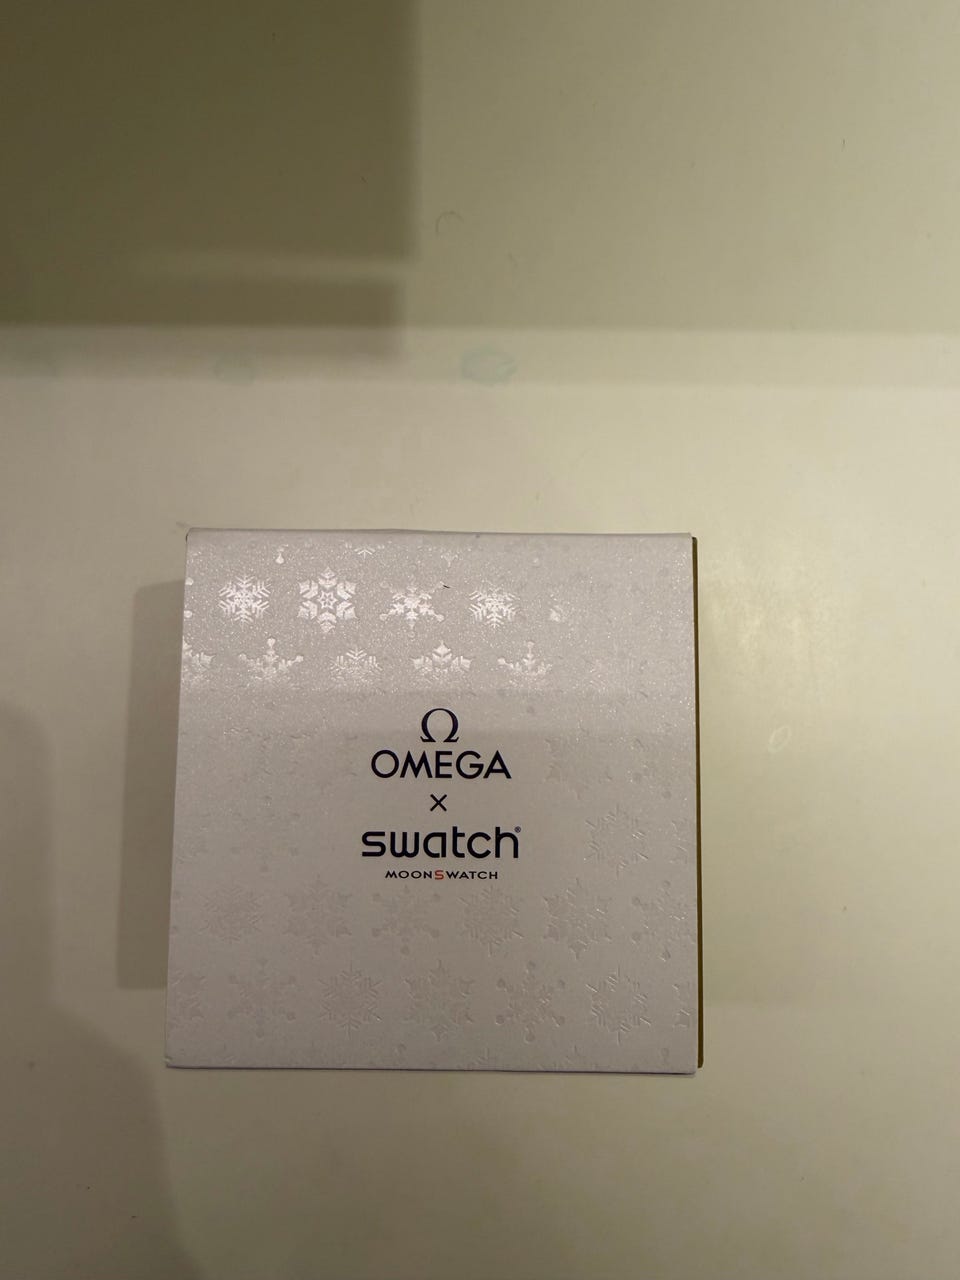 Ω
OMEGA
×
swatch®
MOONSWATCH